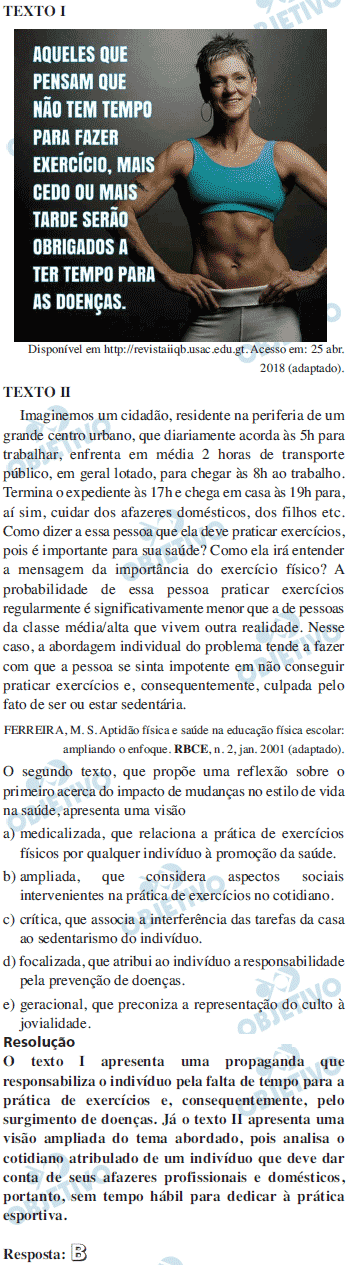 TEXTO I
AQUELES QUE
PENSAM QUE
NÃO TEM TEMPO
PARA FAZER
EXERCÍCIO, MAIS
CEDO OU MAIS
TARDE SERÃO
OBRIGADOS A
TER TEMPO PARA
AS DOENÇAS.
Disponível em http://revistaiiqb.usac.edu.gt. Acesso em: 25 abr.
2018 (adaptado).
TEXTO II
Imaginemos um cidadão, residente na periferia de um
grande centro urbano, que diariamente acorda às 5h para
trabalhar, enfrenta em média 2 horas de transporte
público, em geral lotado, para chegar às 8h ao trabalho.
Termina o expediente às 17h e chega em casa às 19h para,
aí sim, cuidar dos afazeres domésticos, dos filhos etc.
Como dizer a essa pessoa que ela deve praticar exercícios,
pois é importante para sua saúde? Como ela irá entender
a mensagem da importância do exercício físico? A
probabilidade de essa pessoa praticar exercícios
regularmente é significativamente menor que a de pessoas
da classe média/alta que vivem outra realidade. Nesse
caso, a abordagem individual do problema tende a fazer
com que a pessoa se sinta impotente em não conseguir
praticar exercícios e, consequentemente, culpada pelo
fato de ser ou estar sedentária.
FERREIRA, M. S. Aptidão física e saúde na educação física escolar:
ampliando o enfoque. RBCE, n. 2, jan. 2001 (adaptado).
O segundo texto, que propõe uma reflexão sobre o
primeiro acerca do impacto de mudanças no estilo de vida
na saúde, apresenta uma visão
a) medicalizada, que relaciona a prática de exercícios
físicos por qualquer indivíduo à promoção da saúde.
b) ampliada, que considera aspectos sociais
intervenientes na prática de exercícios no cotidiano.
c) crítica, que associa a interferência das tarefas da casa
ao sedentarismo do indivíduo.
d) focalizada, que atribui ao indivíduo a responsabilidade
pela prevenção de doenças.
e) geracional, que preconiza a representação do culto à
jovialidade.
Resolução
O texto I apresenta uma propaganda que
responsabiliza o indivíduo pela falta de tempo para a
prática de exercícios e, consequentemente, pelo
surgimento de doenças. Já o texto II apresenta uma
visão ampliada do tema abordado, pois analisa o
cotidiano atribulado de um indivíduo que deve dar
conta de seus afazeres profissionais e domésticos,
portanto, sem tempo hábil para dedicar à prática
esportiva.
Resposta: B
OBJETIVO